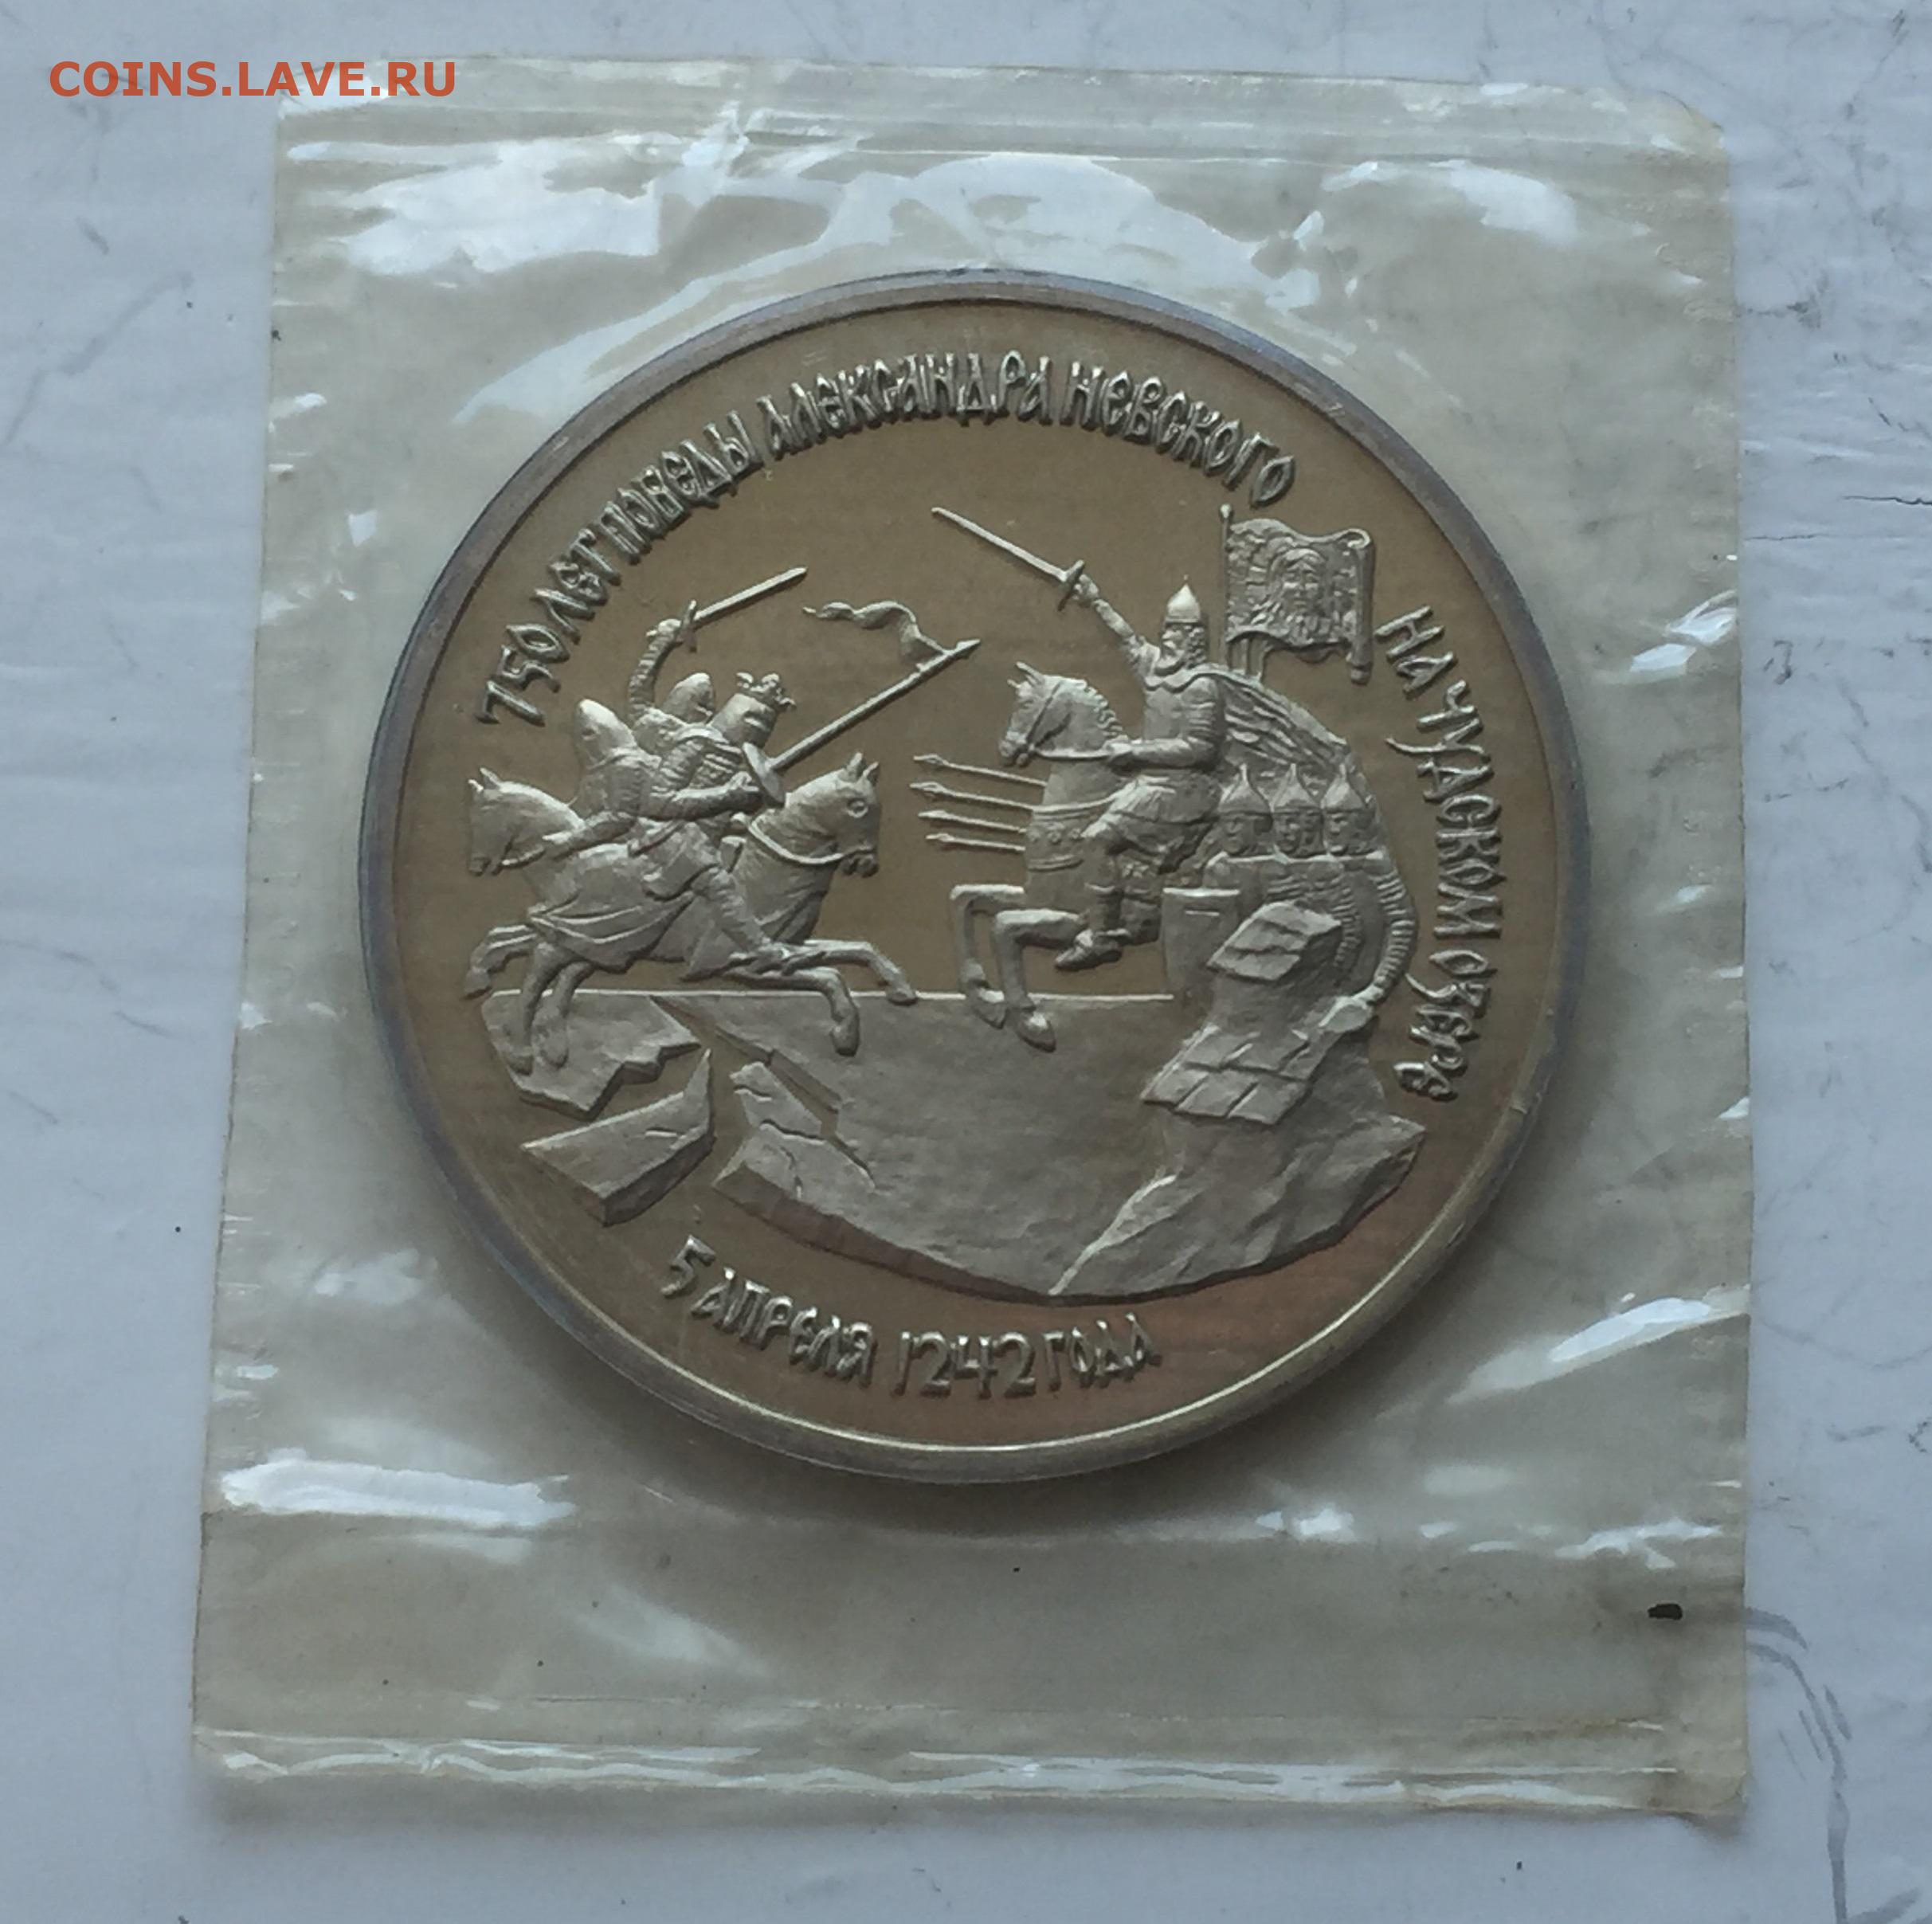 COINS.LAVE.RU
750 ЛЕТ ПОБЕДЫ АЛЕКСАНДРА НЕВСКОГО
НА ЧУДСКОМ ОЗЕРЕ
5 АПРЕЛЯ 1242 ГОДА